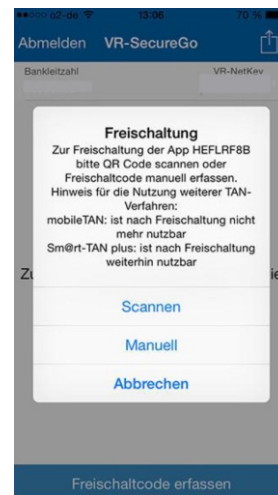 o2-de 13:06 70 %
Abmelden VR-SecureGo
Bankleitzahl VR-NetKey
Freischaltung
Zur Freischaltung der App HEFLRF8B
bitte QR Code scannen oder
Freischaltcode manuell erfassen.
Hinweis für die Nutzung weiterer TAN-
Verfahren:
mobileTAN: ist nach Freischaltung nicht
mehr nutzbar
Sm@rt-TAN plus: ist nach Freischaltung
weiterhin nutzbar
Scannen
Manuell
Abbrechen
Freischaltcode erfassen